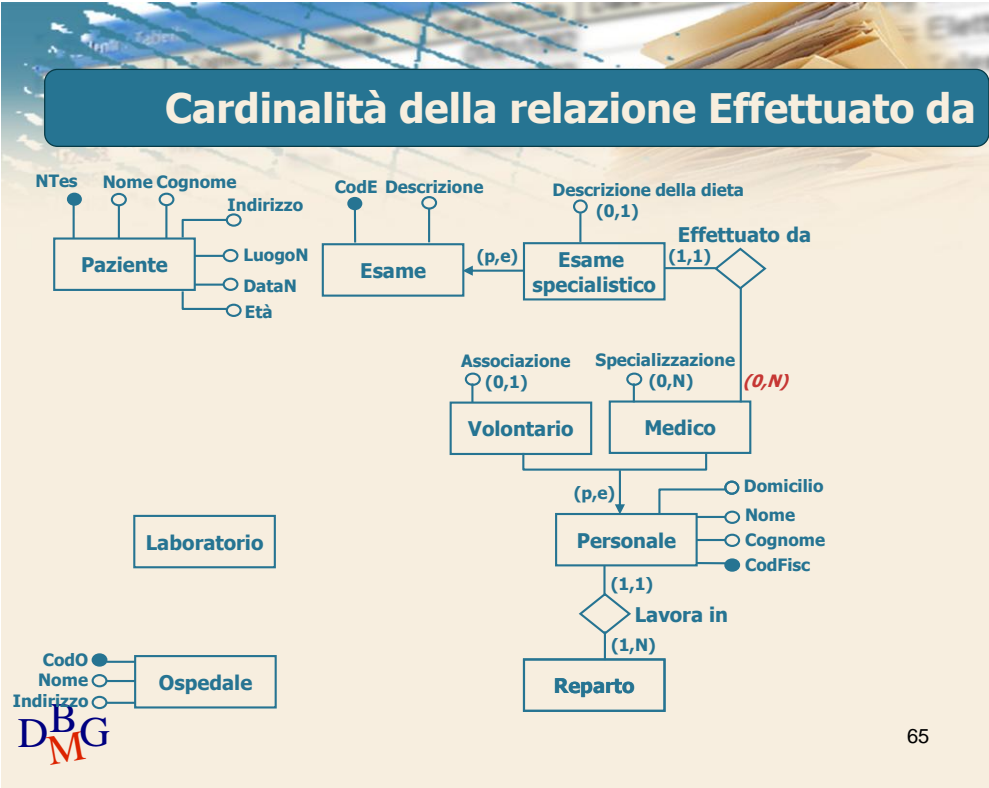 Cardinalità della relazione Effettuato da
NTes Nome Cognome
Indirizzo
LuogoN
DataN
Età
Paziente
CodE Descrizione
Esame
(p,e)
Descrizione della dieta
(0,1)
Esame
specialistico
(1,1)
Effettuato da
Associazione
(0,1)
Specializzazione
(0,N)
(0,N)
Volontario
Medico
(p,e)
Domicilio
Nome
Cognome
CodFisc
Personale
Laboratorio
(1,1)
Lavora in
(1,N)
Reparto
CodO
Nome
Indirizzo
Ospedale
DBMG
65